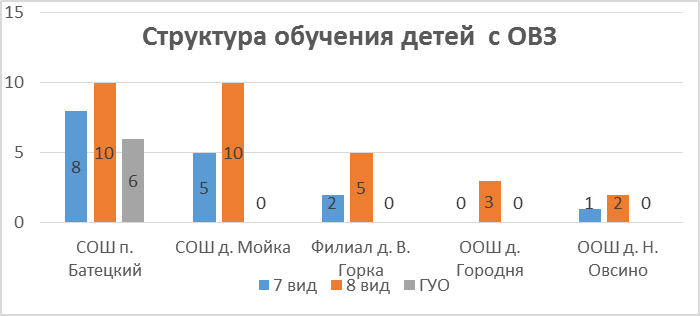 Структура обучения детей  с ОВЗ
15
10
5
0
8
10
6
5
10
0
2
5
0
0
3
0
1
2
0
СОШ п.
Батецкий
СОШ д. Мойка
Филиал д. В.
Горка
ООШ д.
Городня
ООШ д. Н.
Овсино
7 вид
8 вид
ГУО